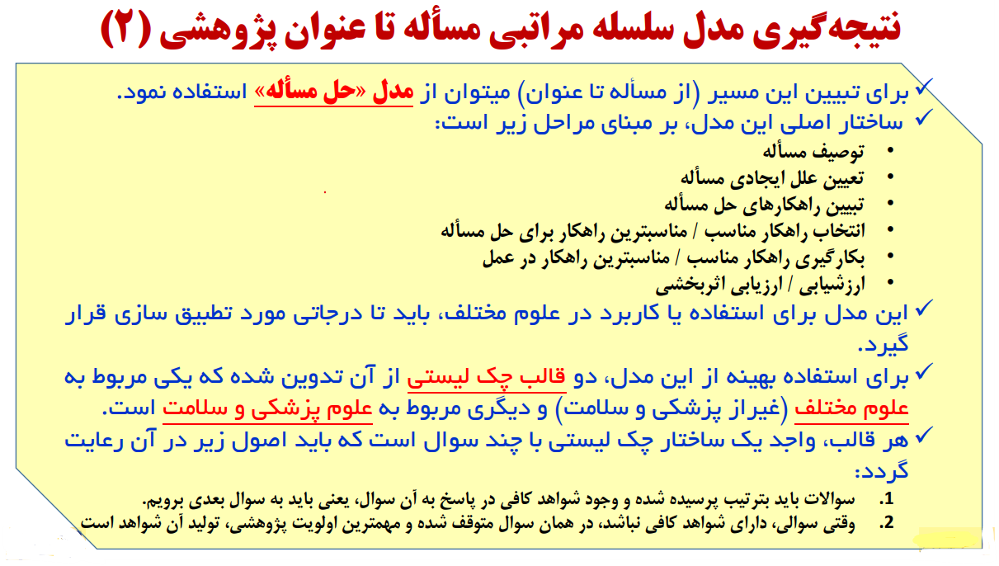 نتیجه‌گیری مدل سلسله مراتبی مسأله تا عنوان پژوهشی (۲)
✓ برای تبیین این مسیر (از مسأله تا عنوان) میتوان از مدل «حل مسأله» استفاده نمود.
✓ ساختار اصلی این مدل، بر مبنای مراحل زیر است:
• توصیف مسأله
• تعیین علل ایجادی مسأله
• تبیین راهکارهای حل مسأله
• انتخاب راهکار مناسب / مناسبترین راهکار برای حل مسأله
• بکارگیری راهکار مناسب / مناسبترین راهکار در عمل
• ارزشیابی / ارزیابی اثربخشی
✓ این مدل برای استفاده یا کاربرد در علوم مختلف، باید تا درجاتی مورد تطبیق سازی قرار
گیرد.
✓ برای استفاده بهینه از این مدل، دو قالب چک لیستی از آن تدوین شده که یکی مربوط به
علوم مختلف (غیراز پزشکی و سلامت) و دیگری مربوط به علوم پزشکی و سلامت است.
✓ هر قالب، واجد یک ساختار چک لیستی با چند سوال است که باید اصول زیر در آن رعایت
گردد:
1. سوالات باید بترتیب پرسیده شده و وجود شواهد کافی در پاسخ به آن سوال، یعنی باید به سوال بعدی برویم.
2. وقتی سوالی، دارای شواهد کافی نباشد، در همان سوال متوقف شده و مهمترین اولویت پژوهشی، تولید آن شواهد است